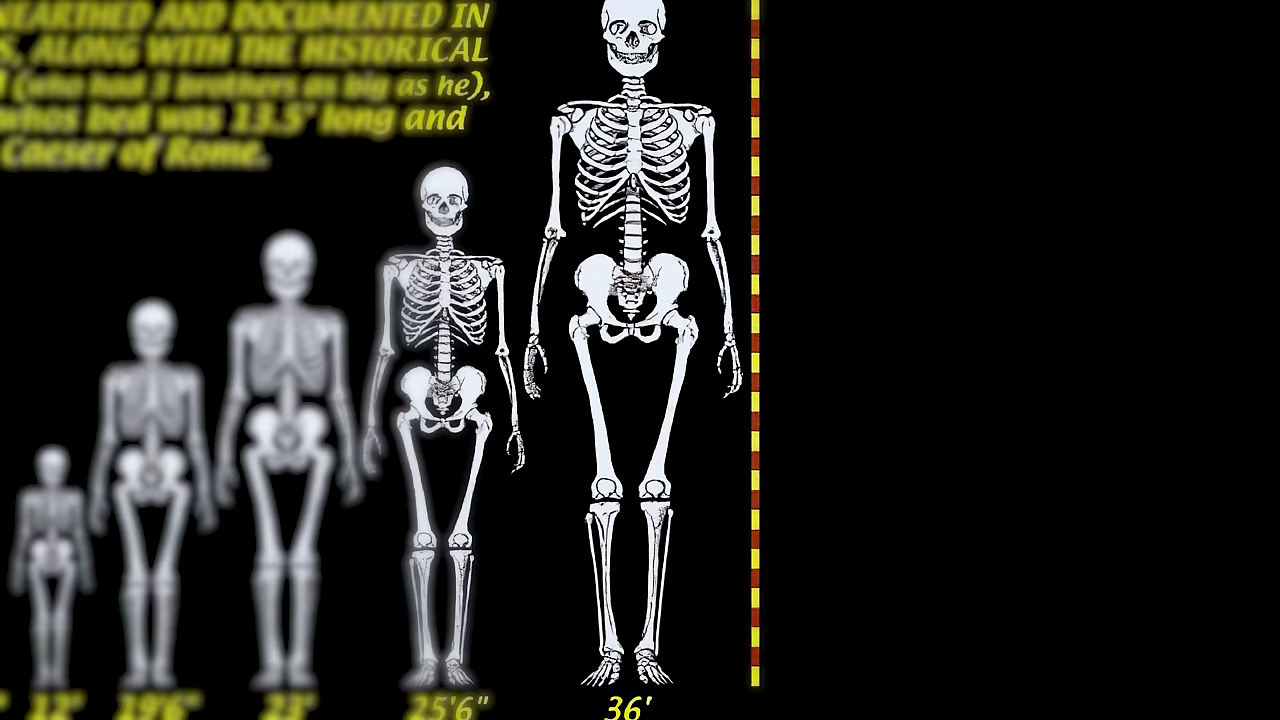 NEARTHED AND DOCUMENTED IN
S, ALONG WITH THE HISTORICAL
(who had 3 brothers as big as he),
whos bed was 13.5' long and
Caeser of Rome.
12' 19'6" 23' 25'6" 36'